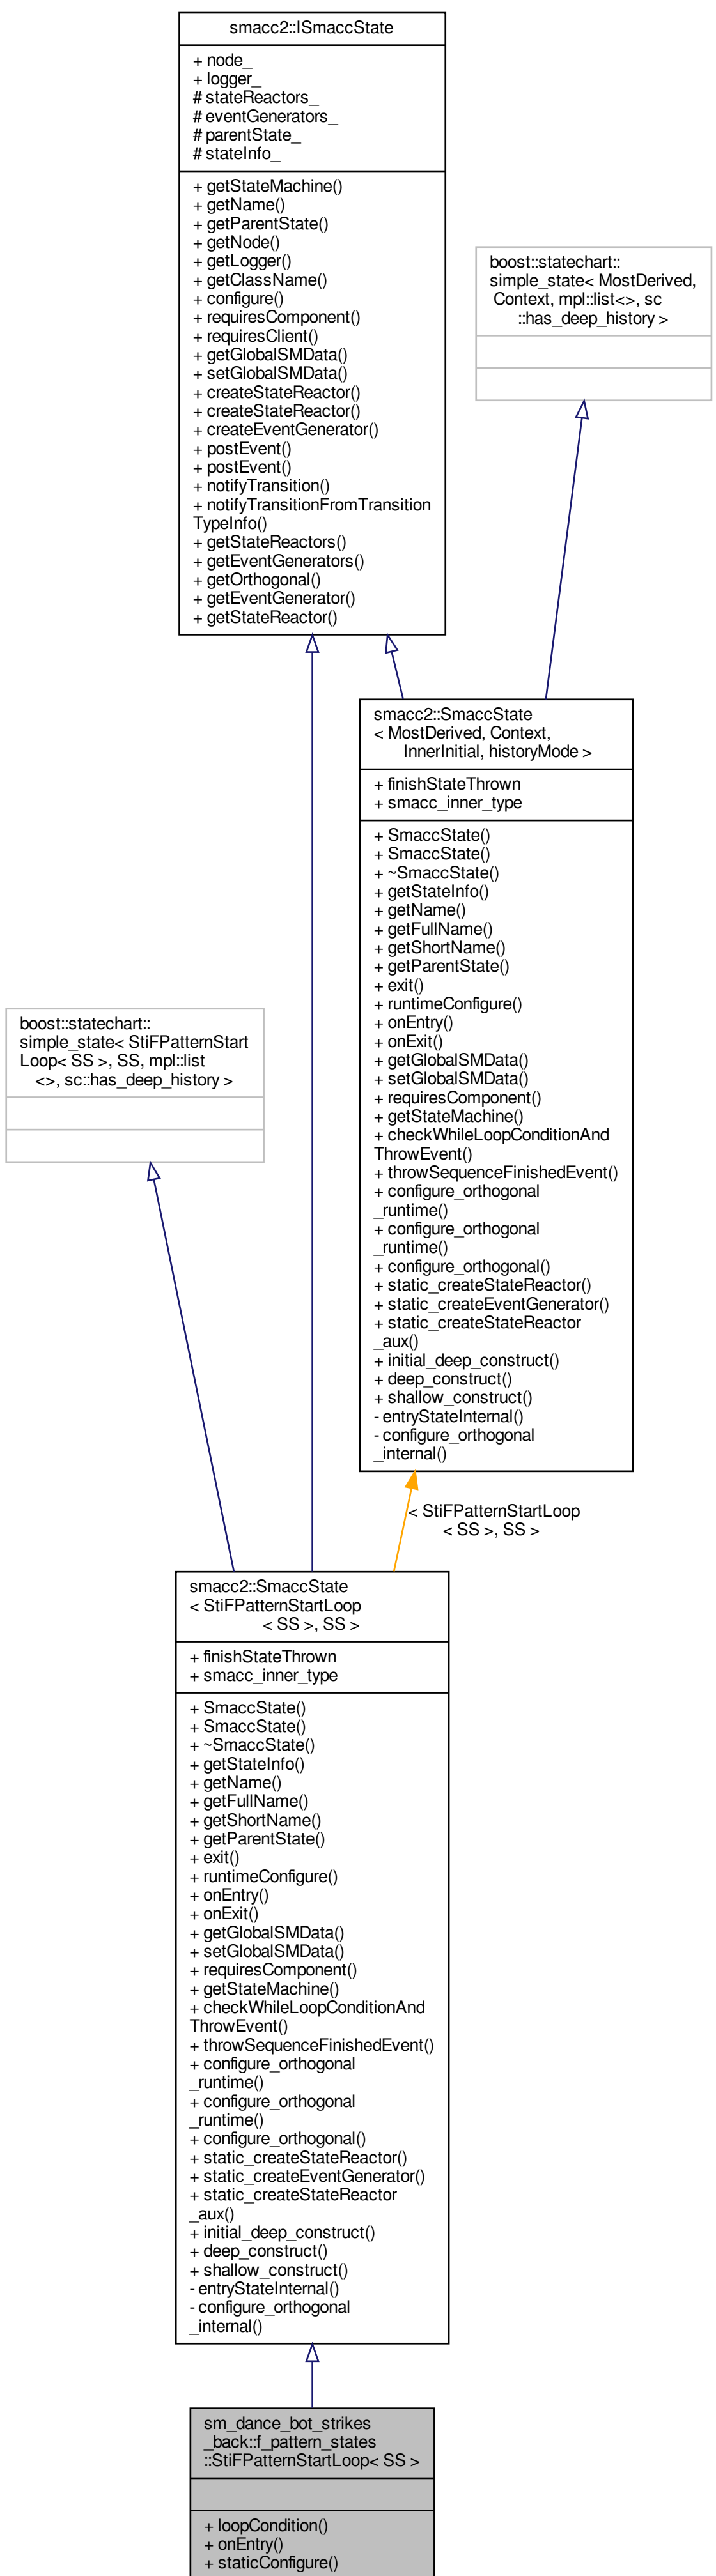 smacc2::ISmaccState
+ node_
+ logger_
# stateReactors_
# eventGenerators_
# parentState_
# stateInfo_
+ getStateMachine()
+ getName()
+ getParentState()
+ getNode()
+ getLogger()
+ getClassName()
+ configure()
+ requiresComponent()
+ requiresClient()
+ getGlobalSMData()
+ setGlobalSMData()
+ createStateReactor()
+ createStateReactor()
+ createEventGenerator()
+ postEvent()
+ postEvent()
+ notifyTransition()
+ notifyTransitionFromTransition
TypeInfo()
+ getStateReactors()
+ getEventGenerators()
+ getOrthogonal()
+ getEventGenerator()
+ getStateReactor()
boost::statechart::
simple_state< MostDerived,
Context, mpl::list<>, sc
::has_deep_history >
smacc2::SmaccState
< MostDerived, Context,
InnerInitial, historyMode >
+ finishStateThrown
+ smacc_inner_type
+ SmaccState()
+ SmaccState()
+ ~SmaccState()
+ getStateInfo()
+ getName()
+ getFullName()
+ getShortName()
+ getParentState()
+ exit()
+ runtimeConfigure()
+ onEntry()
+ onExit()
+ getGlobalSMData()
+ setGlobalSMData()
+ requiresComponent()
+ getStateMachine()
+ checkWhileLoopConditionAnd
ThrowEvent()
+ throwSequenceFinishedEvent()
+ configure_orthogonal
_runtime()
+ configure_orthogonal
_runtime()
+ configure_orthogonal()
+ static_createStateReactor()
+ static_createEventGenerator()
+ static_createStateReactor
_aux()
+ initial_deep_construct()
+ deep_construct()
+ shallow_construct()
- entryStateInternal()
- configure_orthogonal
_internal()
boost::statechart::
simple_state< StiFPatternStart
Loop< SS >, SS, mpl::list
<>, sc::has_deep_history >
< StiFPatternStartLoop
< SS >, SS >
smacc2::SmaccState
< StiFPatternStartLoop
< SS >, SS >
+ finishStateThrown
+ smacc_inner_type
+ SmaccState()
+ SmaccState()
+ ~SmaccState()
+ getStateInfo()
+ getName()
+ getFullName()
+ getShortName()
+ getParentState()
+ exit()
+ runtimeConfigure()
+ onEntry()
+ onExit()
+ getGlobalSMData()
+ setGlobalSMData()
+ requiresComponent()
+ getStateMachine()
+ checkWhileLoopConditionAnd
ThrowEvent()
+ throwSequenceFinishedEvent()
+ configure_orthogonal
_runtime()
+ configure_orthogonal
_runtime()
+ configure_orthogonal()
+ static_createStateReactor()
+ static_createEventGenerator()
+ static_createStateReactor
_aux()
+ initial_deep_construct()
+ deep_construct()
+ shallow_construct()
- entryStateInternal()
- configure_orthogonal
_internal()
sm_dance_bot_strikes
_back::f_pattern_states
::StiFPatternStartLoop< SS >
+ loopCondition()
+ onEntry()
+ staticConfigure()